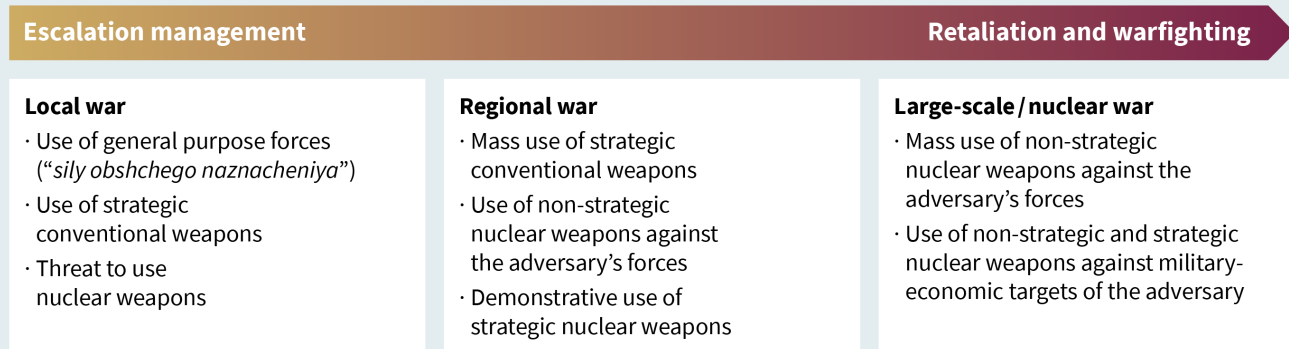 Escalation management
Retaliation and warfighting
Local war
· Use of general purpose forces
(“sily obshchego naznacheniya”)
· Use of strategic
conventional weapons
· Threat to use
nuclear weapons
Regional war
· Mass use of strategic
conventional weapons
· Use of non-strategic
nuclear weapons against
the adversary’s forces
· Demonstrative use of
strategic nuclear weapons
Large-scale / nuclear war
· Mass use of non-strategic
nuclear weapons against the
adversary’s forces
· Use of non-strategic and strategic
nuclear weapons against military-
economic targets of the adversary